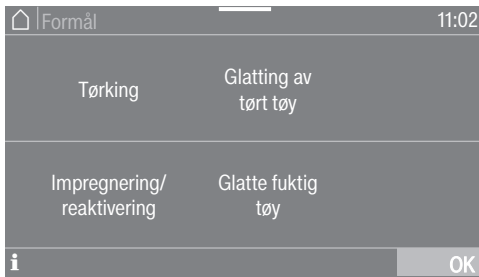 Formål 11:02
Tørking
Glatting av
tørt tøy
Impregnering/
reaktivering
Glatte fuktig
tøy
i OK